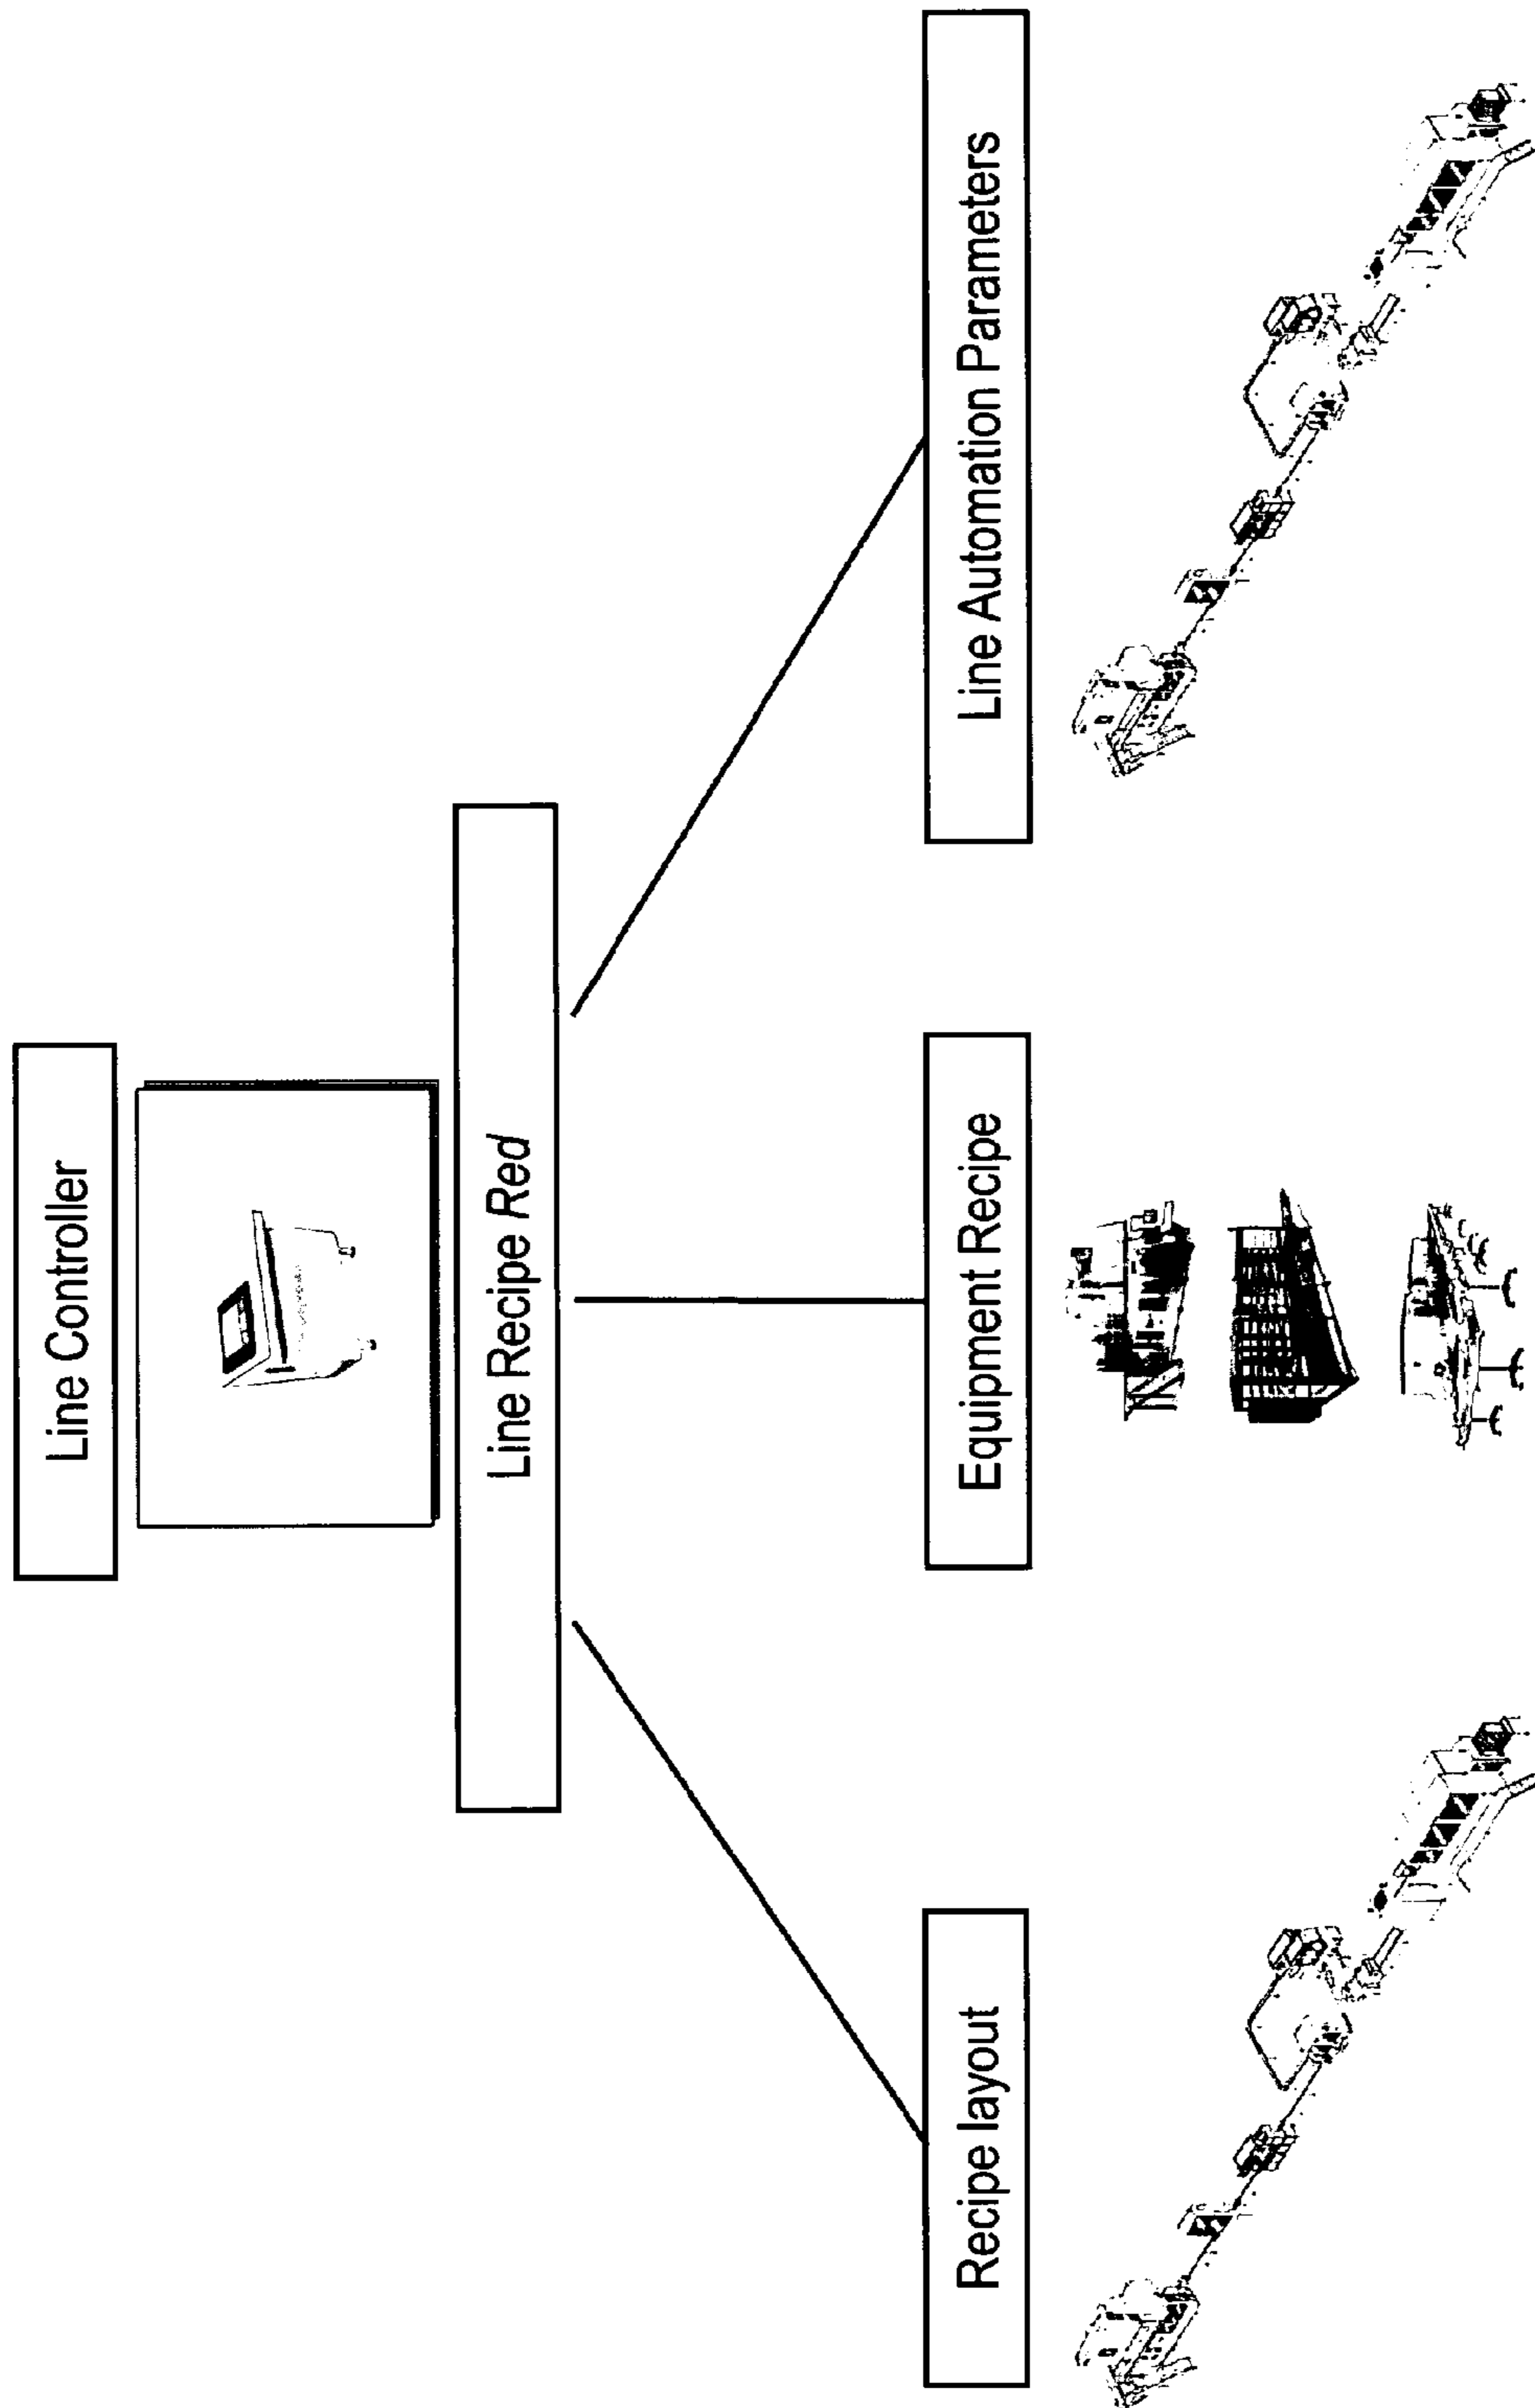 Line Controller
Line Recipe Red
Recipe layout
Equipment Recipe
Line Automation Parameters